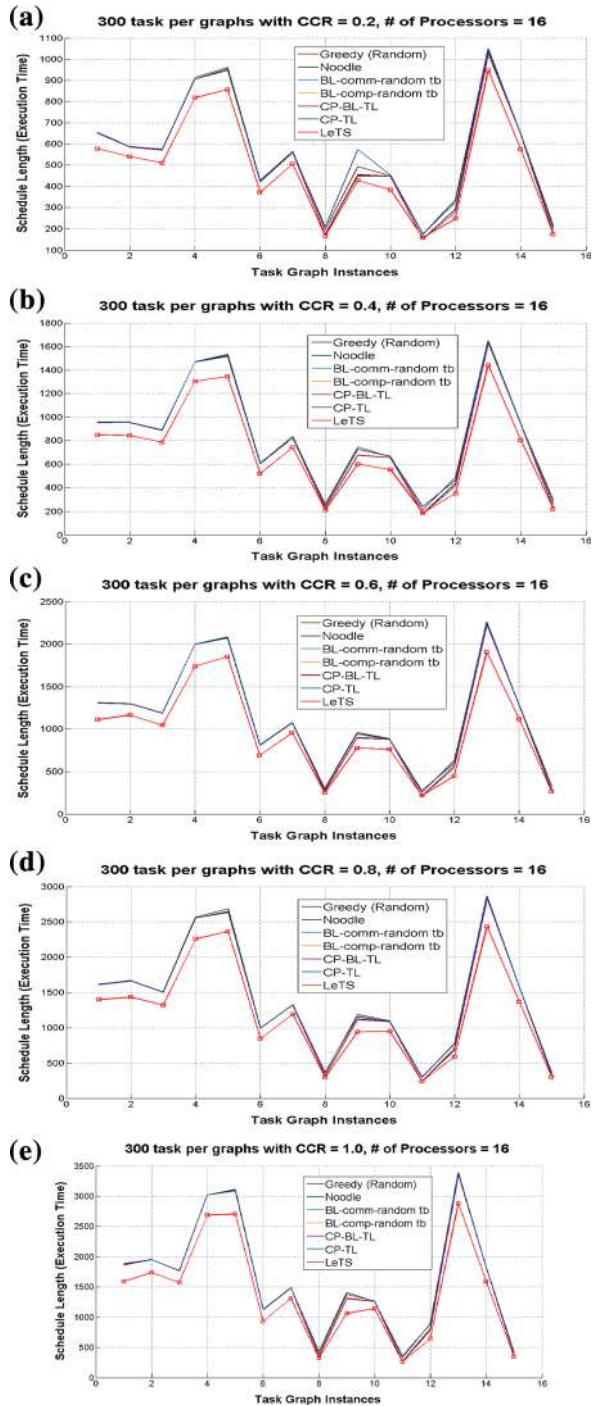 (a)
300 task per graphs with CCR = 0.2, # of Processors = 16
Schedule Length (Execution Time)
1100
1000
900
800
700
600
500
400
300
200
100
Greedy (Random)
Noodle
BL-comm-random tb
BL-comp-random tb
CP-BL-TL
CP-TL
LeTS
0 2 4 6 8 10 12 14 16
Task Graph Instances
(b)
300 task per graphs with CCR = 0.4, # of Processors = 16
Schedule Length (Execution Time)
1800
1600
1400
1200
1000
800
600
400
200
0
Greedy (Random)
Noodle
BL-comm-random tb
BL-comp-random tb
CP-BL-TL
CP-TL
LeTS
0 2 4 6 8 10 12 14 16
Task Graph Instances
(c)
300 task per graphs with CCR = 0.6, # of Processors = 16
Schedule Length (Execution Time)
2500
2000
1500
1000
500
0
Greedy (Random)
Noodle
BL-comm-random tb
BL-comp-random tb
CP-BL-TL
CP-TL
LeTS
0 2 4 6 8 10 12 14 16
Task Graph Instances
(d)
300 task per graphs with CCR = 0.8, # of Processors = 16
Schedule Length (Execution Time)
3000
2500
2000
1500
1000
500
0
Greedy (Random)
Noodle
BL-comm-random tb
BL-comp-random tb
CP-BL-TL
CP-TL
LeTS
0 2 4 6 8 10 12 14 16
Task Graph Instances
(e)
300 task per graphs with CCR = 1.0, # of Processors = 16
Schedule Length (Execution Time)
3500
3000
2500
2000
1500
1000
500
0
Greedy (Random)
Noodle
BL-comm-random tb
BL-comp-random tb
CP-BL-TL
CP-TL
LeTS
0 2 4 6 8 10 12 14 16
Task Graph Instances